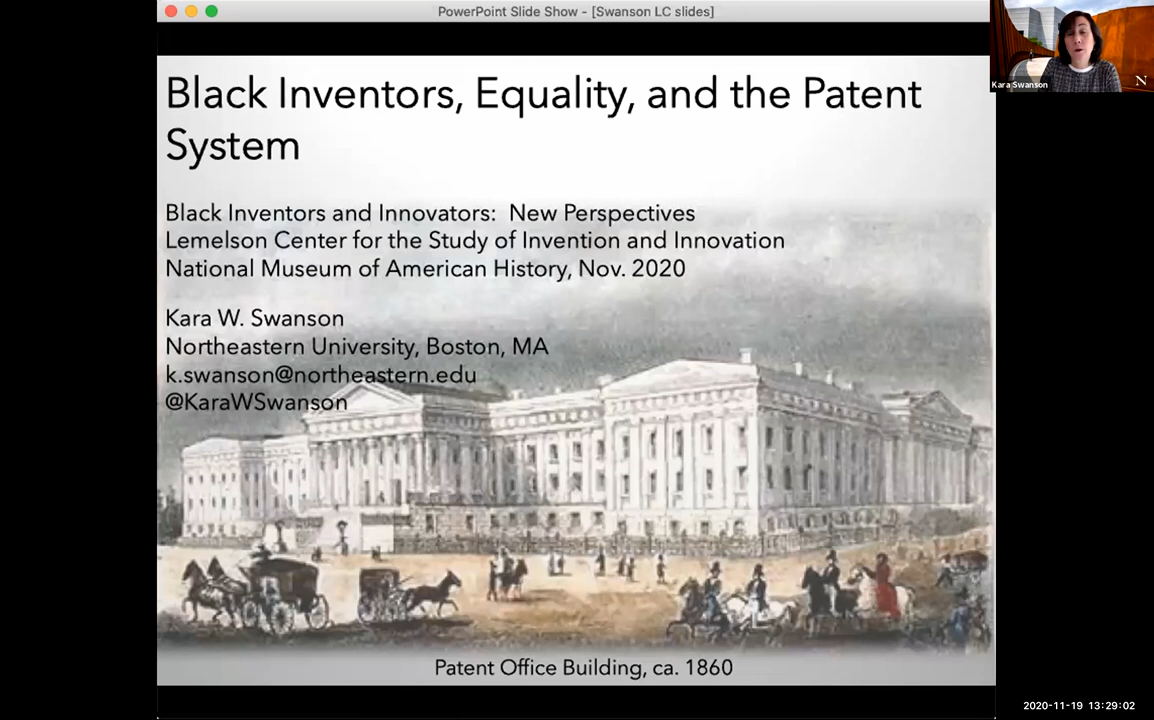 PowerPoint Slide Show - [Swanson LC slides]
Black Inventors, Equality, and the Patent
System
Black Inventors and Innovators: New Perspectives
Lemelson Center for the Study of Invention and Innovation
National Museum of American History, Nov. 2020
Kara W. Swanson
Northeastern University, Boston, MA
k.swanson@northeastern.edu
@KaraWSwanson
Patent Office Building, ca. 1860
Kara Swanson
N
2020-11-19 13:29:02